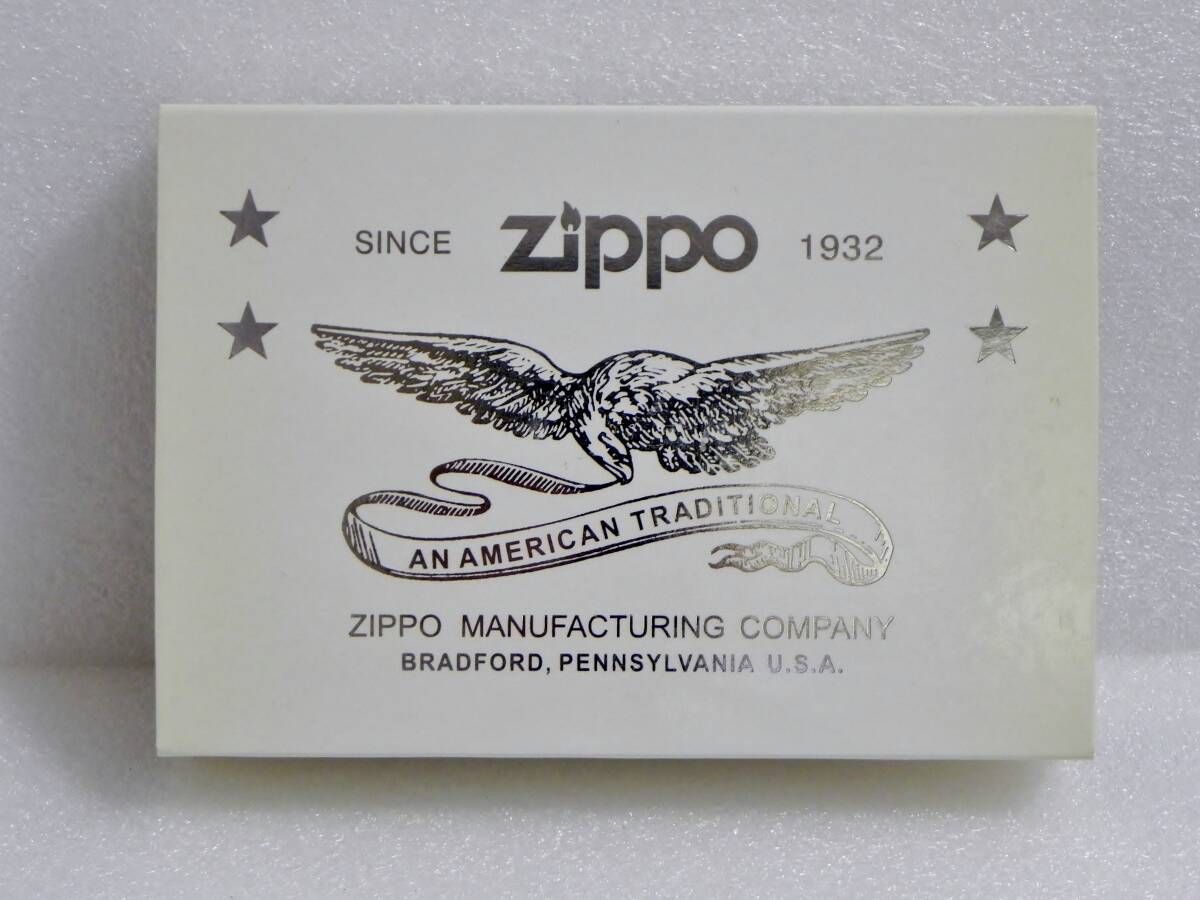 SINCE zippo 1932
AN AMERICAN TRADITIONAL
ZIPPO MANUFACTURING COMPANY
BRADFORD, PENNSYLVANIA U.S.A.